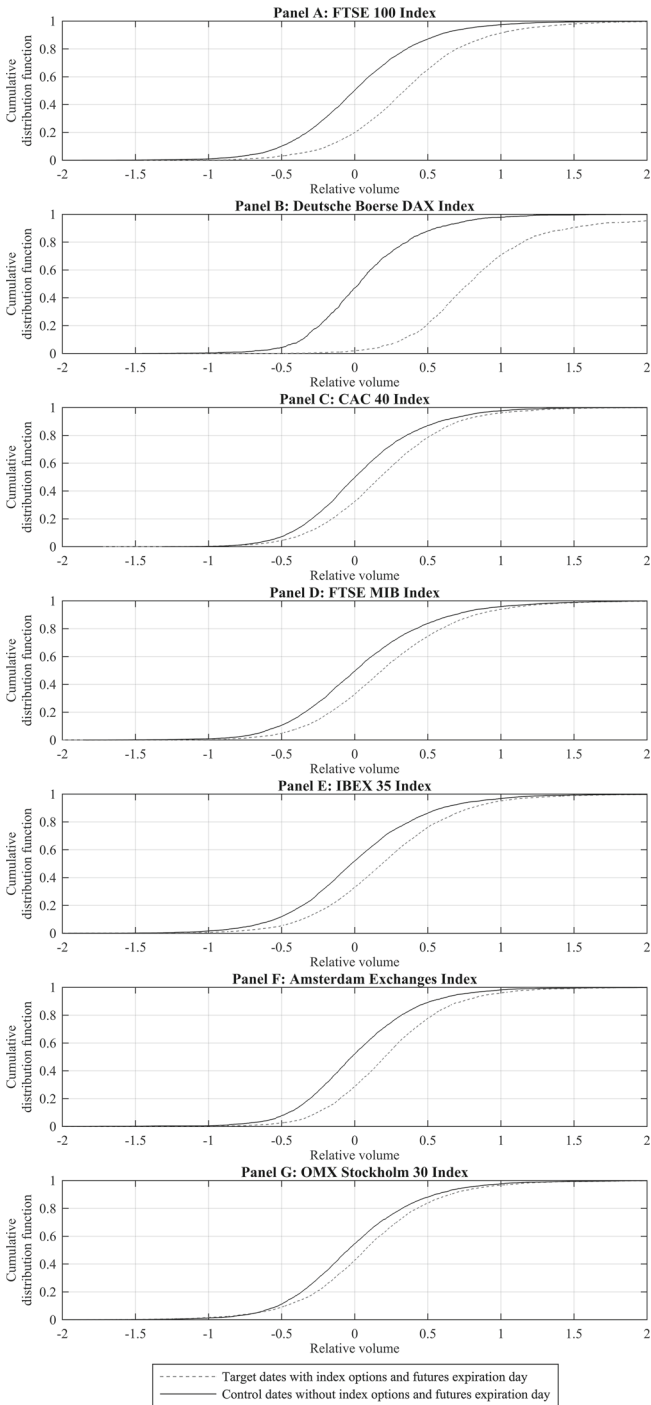 Panel A: FTSE 100 Index
Cumulative
distribution function
1
0.8
0.6
0.4
0.2
0
-2 -1.5 -1 -0.5 0 0.5 1 1.5 2
Relative volume
Panel B: Deutsche Boerse DAX Index
Cumulative
distribution function
1
0.8
0.6
0.4
0.2
0
-2 -1.5 -1 -0.5 0 0.5 1 1.5 2
Relative volume
Panel C: CAC 40 Index
Cumulative
distribution function
1
0.8
0.6
0.4
0.2
0
-2 -1.5 -1 -0.5 0 0.5 1 1.5 2
Relative volume
Panel D: FTSE MIB Index
Cumulative
distribution function
1
0.8
0.6
0.4
0.2
0
-2 -1.5 -1 -0.5 0 0.5 1 1.5 2
Relative volume
Panel E: IBEX 35 Index
Cumulative
distribution function
1
0.8
0.6
0.4
0.2
0
-2 -1.5 -1 -0.5 0 0.5 1 1.5 2
Relative volume
Panel F: Amsterdam Exchanges Index
Cumulative
distribution function
1
0.8
0.6
0.4
0.2
0
-2 -1.5 -1 -0.5 0 0.5 1 1.5 2
Relative volume
Panel G: OMX Stockholm 30 Index
Cumulative
distribution function
1
0.8
0.6
0.4
0.2
0
-2 -1.5 -1 -0.5 0 0.5 1 1.5 2
Relative volume
Target dates with index options and futures expiration day
Control dates without index options and futures expiration day